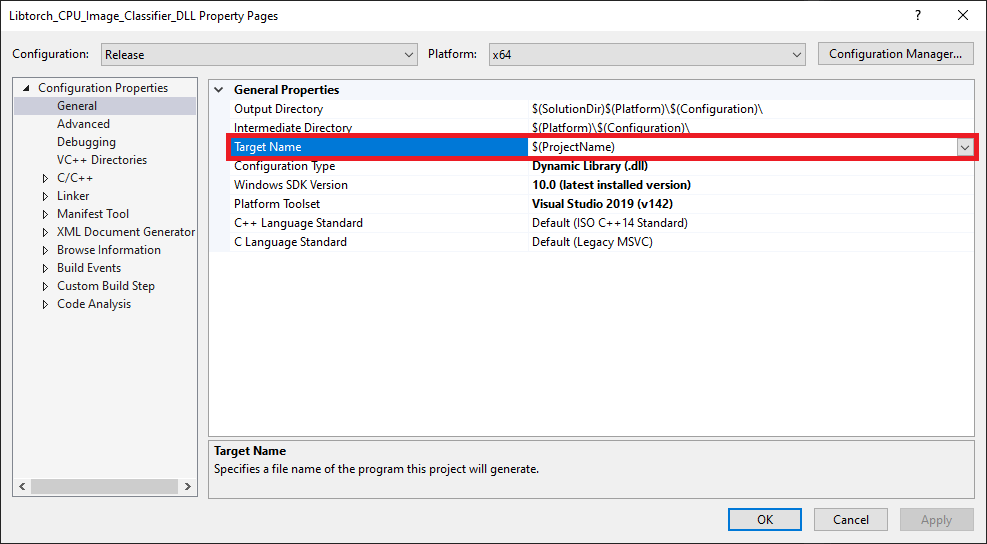 Libtorch_CPU_Image_Classifier_DLL Property Pages
Configuration: Release Platform: x64 Configuration Manager...
Configuration Properties
General
Advanced
Debugging
VC++ Directories
C/C++
Linker
Manifest Tool
XML Document Generator
Browse Information
Build Events
Custom Build Step
Code Analysis
General Properties
Output Directory $(SolutionDir)$(Platform)\$(Configuration)\
Intermediate Directory $(Platform)\$(Configuration)\
Target Name $(ProjectName)
Configuration Type Dynamic Library (.dll)
Windows SDK Version 10.0 (latest installed version)
Platform Toolset Visual Studio 2019 (v142)
C++ Language Standard Default (ISO C++14 Standard)
C Language Standard Default (Legacy MSVC)
Target Name
Specifies a file name of the program this project will generate.
OK Cancel Apply